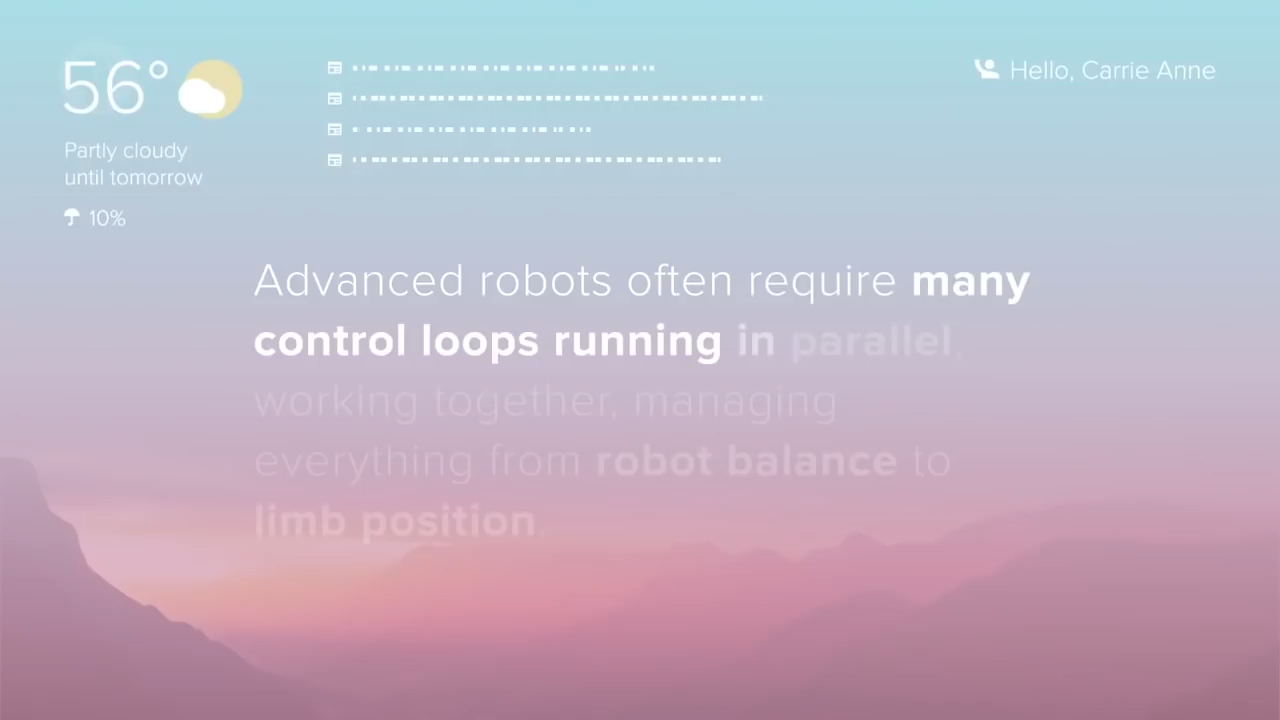 56°
Partly cloudy
until tomorrow
10%
Hello, Carrie Anne
Advanced robots often require many
control loops running in parallel,
working together, managing
everything from robot balance to
limb position.